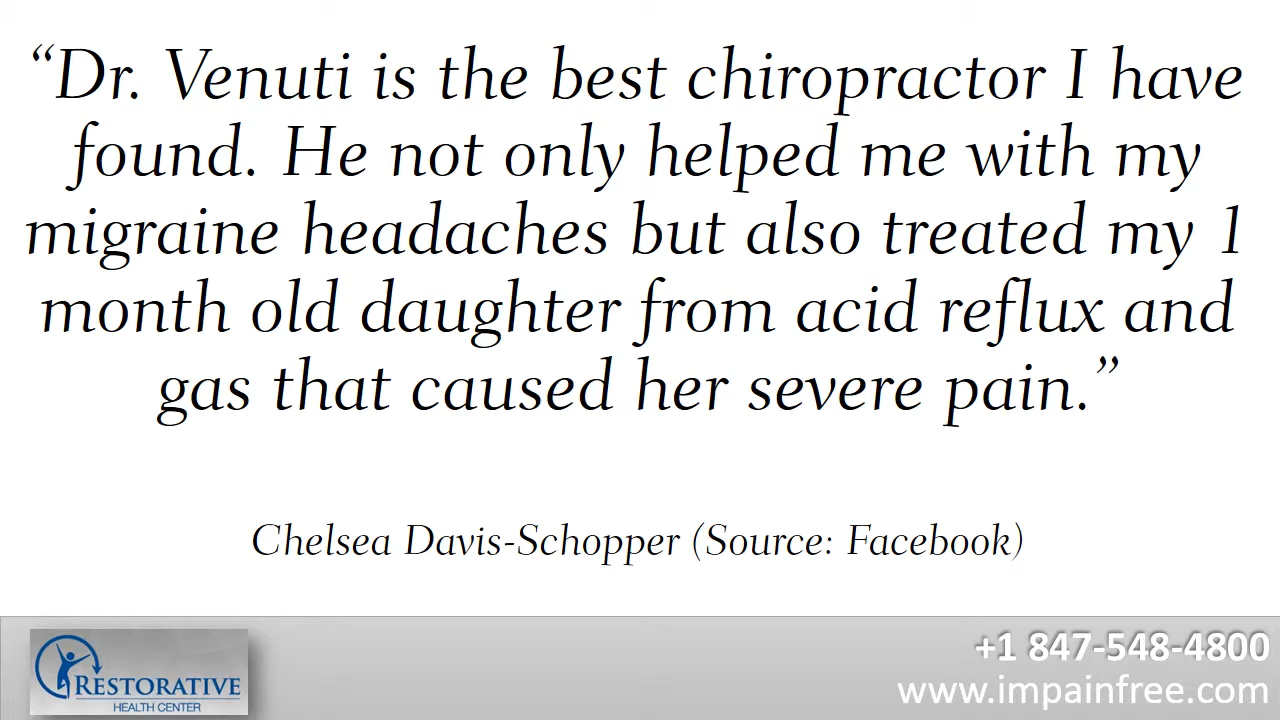 “Dr. Venuti is the best chiropractor I have
found. He not only helped me with my
migraine headaches but also treated my 1
month old daughter from acid reflux and
gas that caused her severe pain.”
Chelsea Davis-Schopper (Source: Facebook)
RESTORATIVE
HEALTH CENTER
+1 847-548-4800
www.impainfree.com